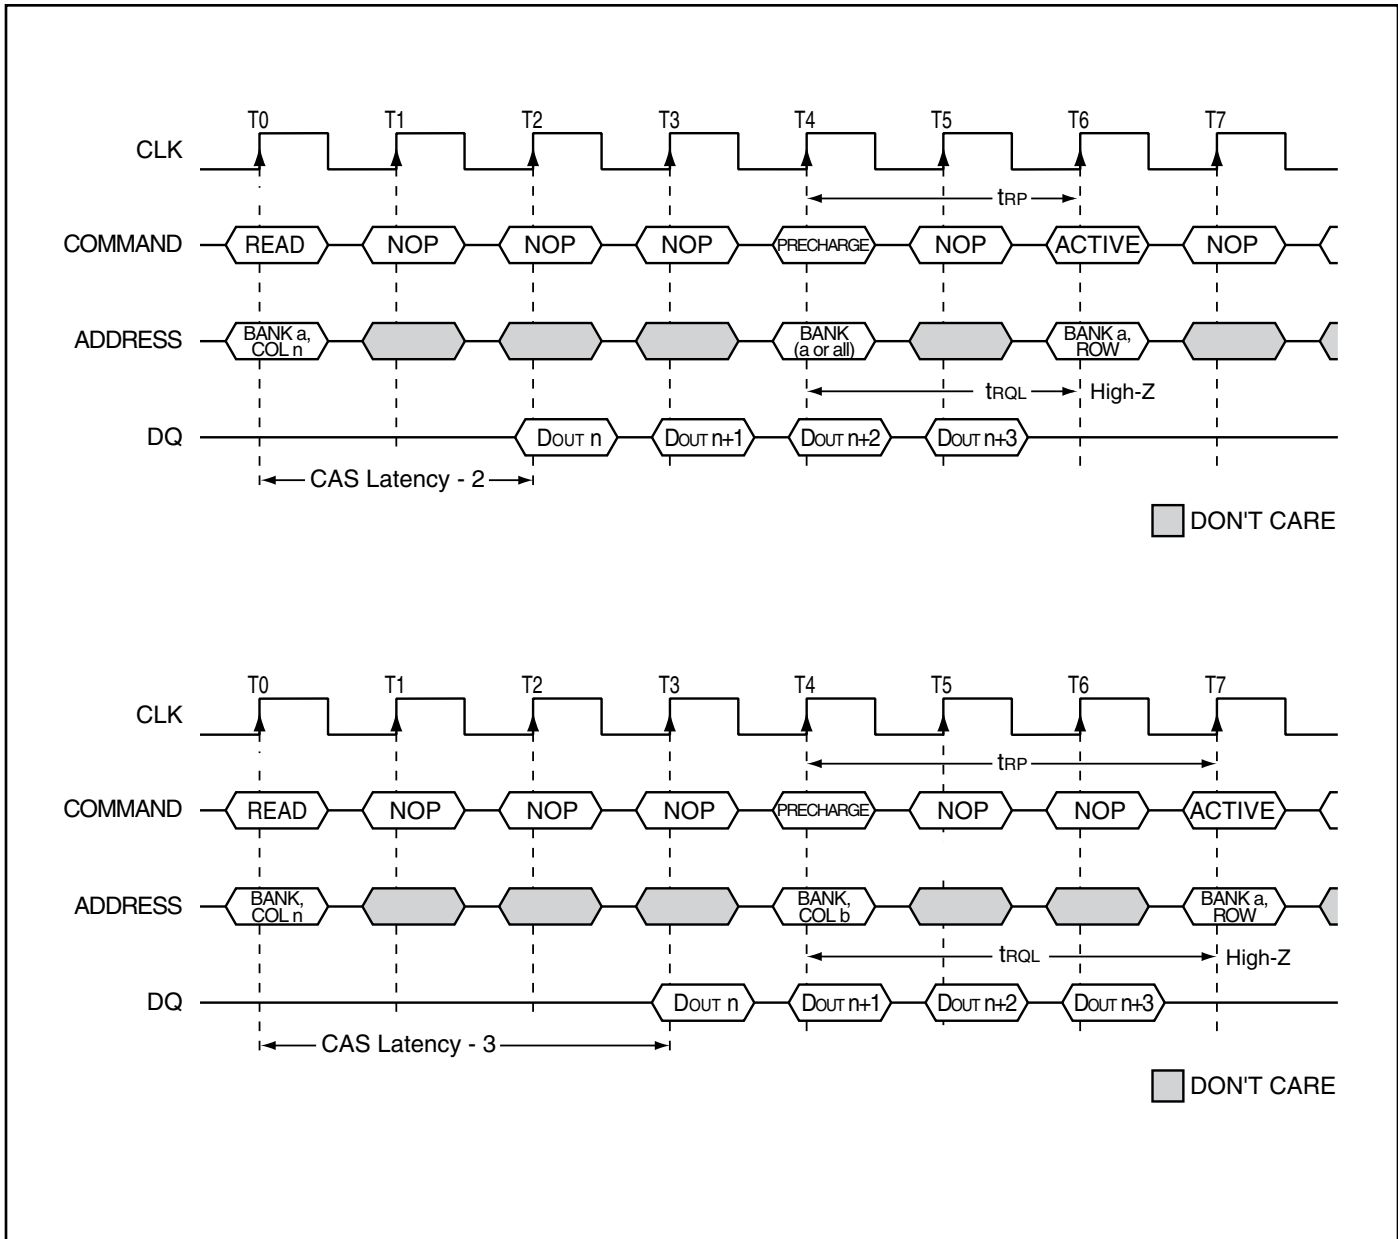 T0 T1 T2 T3 T4 T5 T6 T7
CLK
tRP
COMMAND READ NOP NOP NOP PRECHARGE NOP ACTIVE NOP
ADDRESS BANK a, COL n BANK (a or all) BANK a, ROW
tRQL High-Z
DQ DOUT n DOUT n+1 DOUT n+2 DOUT n+3
CAS Latency - 2
DON'T CARE
T0 T1 T2 T3 T4 T5 T6 T7
CLK
tRP
COMMAND READ NOP NOP NOP PRECHARGE NOP NOP ACTIVE
ADDRESS BANK, COL n BANK, COL b BANK a, ROW
tRQL High-Z
DQ DOUT n DOUT n+1 DOUT n+2 DOUT n+3
CAS Latency - 3
DON'T CARE